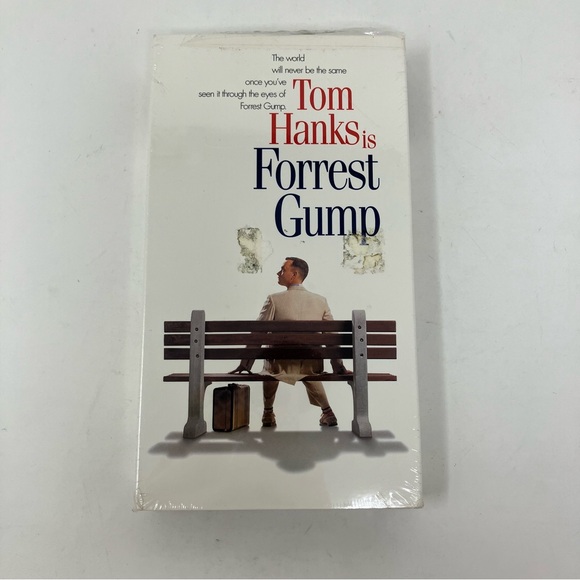 The world
will never be the same
once you've
seen it through the eyes of
Forrest Gump.
Tom
Hanks is
Forrest
Gump